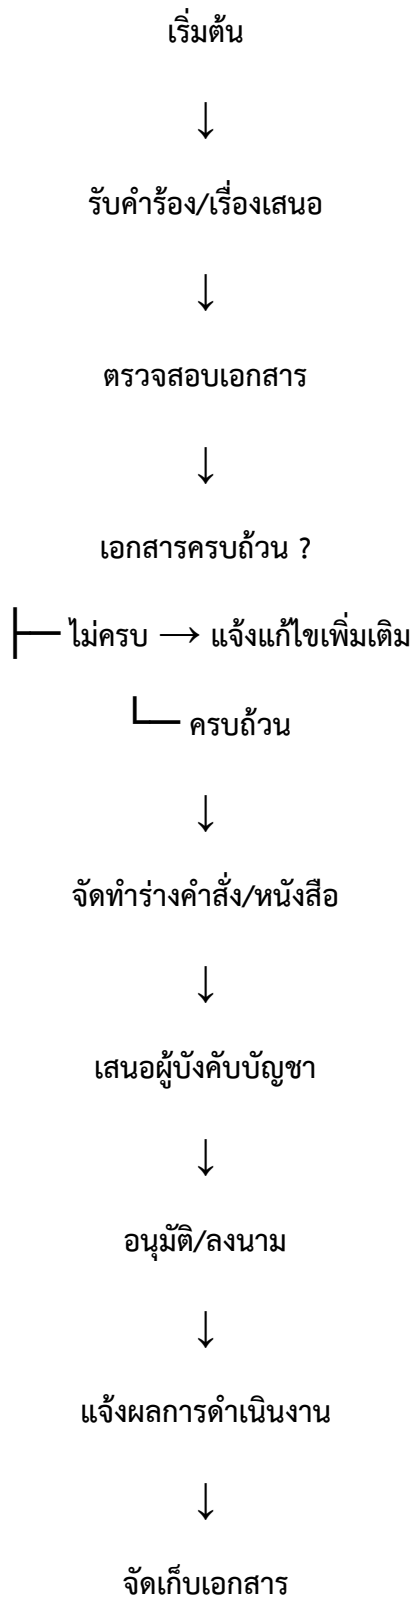 เริ่มต้น
↓
รับคำร้อง/เรื่องเสนอ
↓
ตรวจสอบเอกสาร
↓
เอกสารครบถ้วน ?
├── ไม่ครบ → แจ้งแก้ไขเพิ่มเติม
└── ครบถ้วน
↓
จัดทำร่างคำสั่ง/หนังสือ
↓
เสนอผู้บังคับบัญชา
↓
อนุมัติ/ลงนาม
↓
แจ้งผลการดำเนินงาน
↓
จัดเก็บเอกสาร